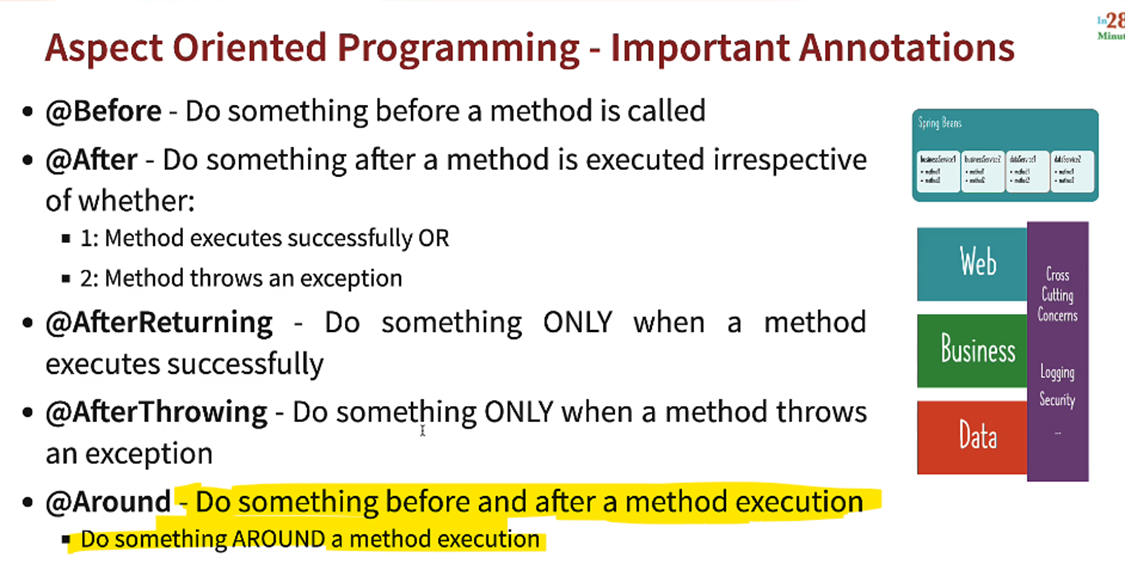 Aspect Oriented Programming - Important Annotations
In28
Minut
• @Before - Do something before a method is called
• @After - Do something after a method is executed irrespective
of whether:
▪ 1: Method executes successfully OR
▪ 2: Method throws an exception
• @AfterReturning - Do something ONLY when a method
executes successfully
• @AfterThrowing - Do something ONLY when a method throws
an exception
• @Around - Do something before and after a method execution
▪ Do something AROUND a method execution
Spring Beans
businessService1
• method1
• method2
businessService2
• method1
• method2
dataService1
• method1
• method2
dataService2
• method1
• method2
Web
Business
Data
Cross
Cutting
Concerns
Logging
Security
...